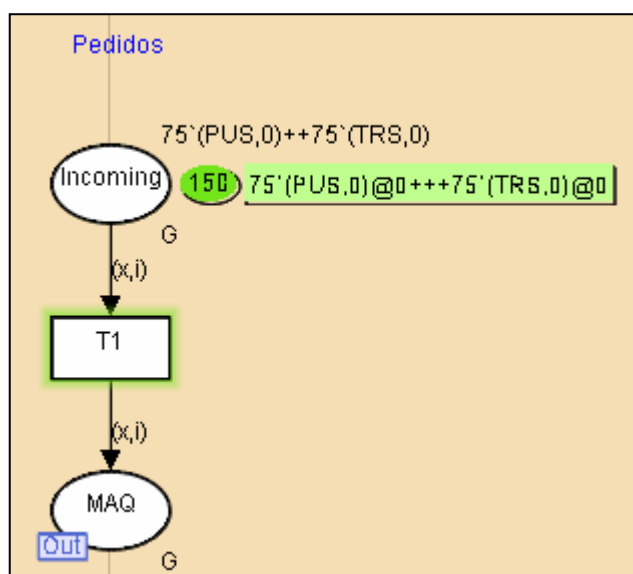 Pedidos
75`(PUS,0)++75`(TRS,0)
Incoming
150
75`(PUS,0)@0+++75`(TRS,0)@0
G
(x,i)
T1
(x,i)
MAQ
Out
G